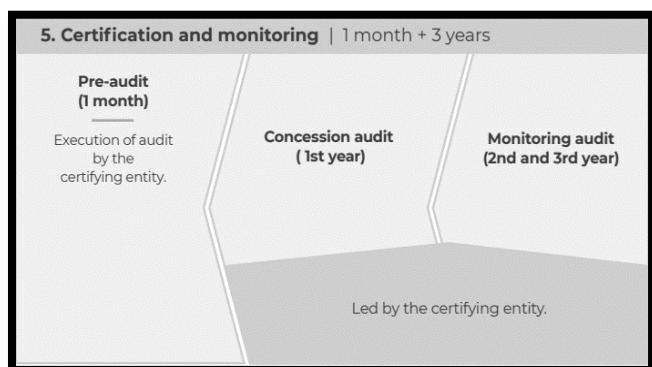 5. Certification and monitoring | 1 month + 3 years
Pre-audit
(1 month)
Execution of audit
by the
certifying entity.
Concession audit
( 1st year)
Monitoring audit
(2nd and 3rd year)
Led by the certifying entity.